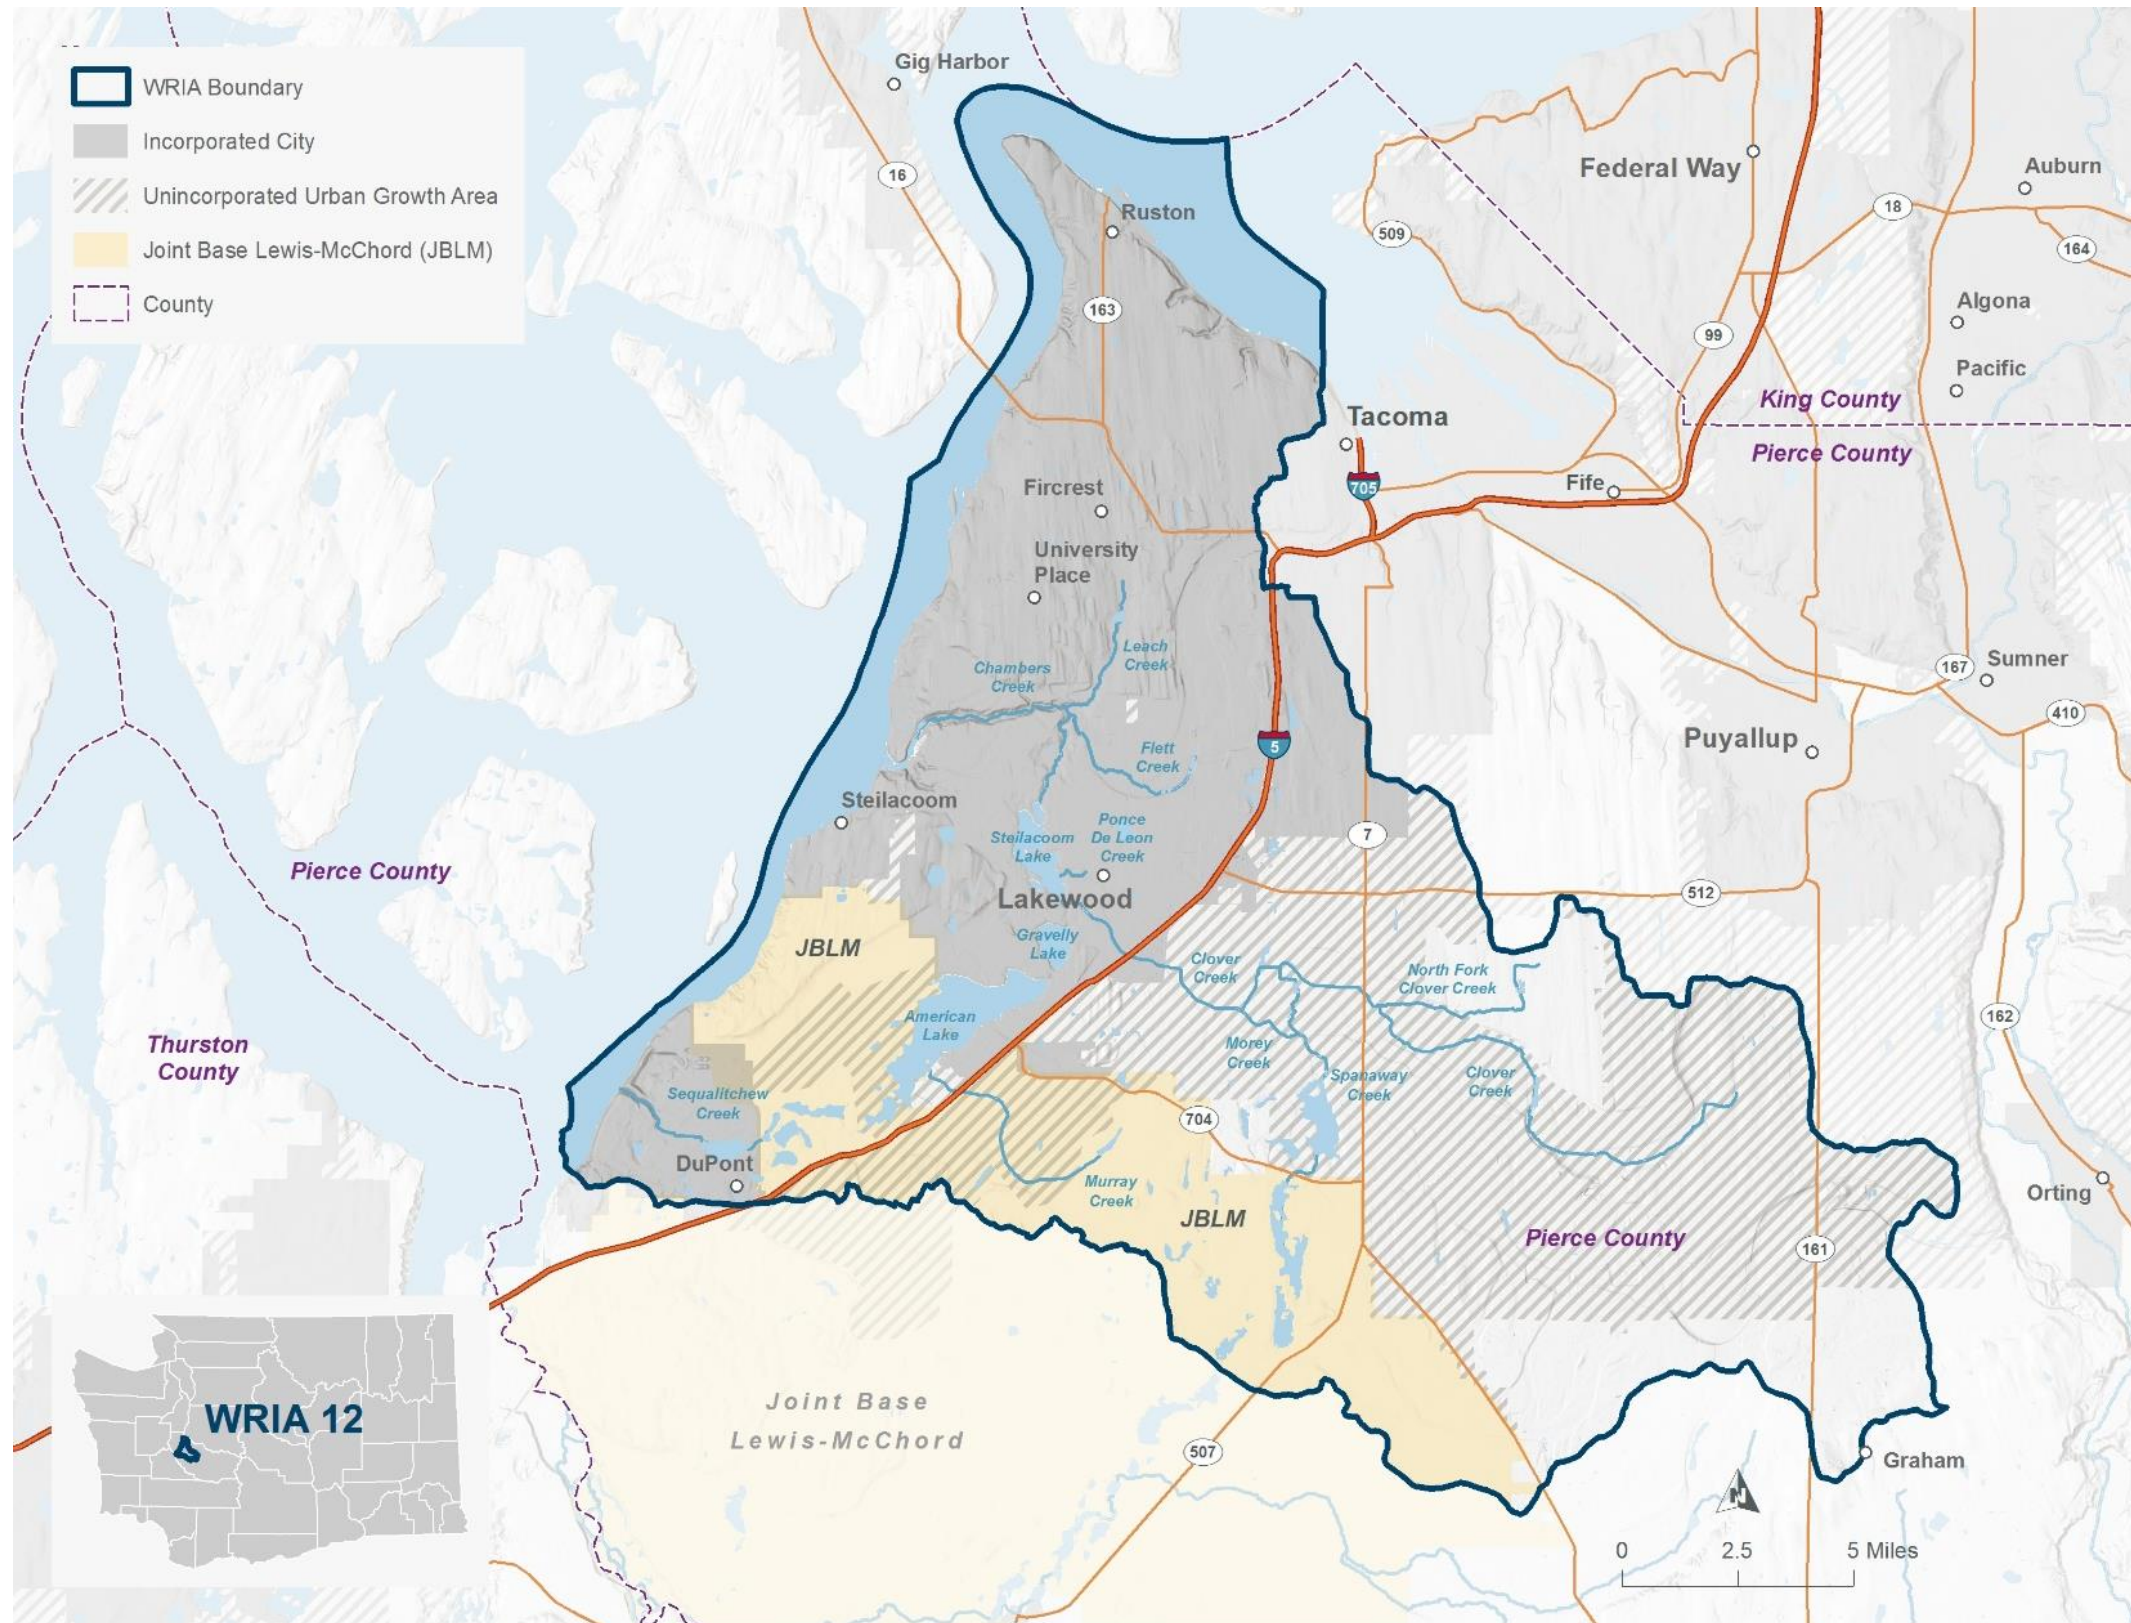 WRIA Boundary
Incorporated City
Unincorporated Urban Growth Area
Joint Base Lewis-McChord (JBLM)
County
Gig Harbor
16
Ruston
163
Federal Way
Auburn
18
509
164
Algona
99
Pacific
King County
Pierce County
Tacoma
705
Fife
Fircrest
University
Place
Leach
Creek
Chambers
Creek
Sumner
167
410
Flett
Creek
5
Puyallup
Steilacoom
Steilacoom
Lake
Ponce
De Leon
Creek
7
Pierce County
Lakewood
512
JBLM
Gravelly
Lake
Clover
Creek
North Fork
Clover Creek
American
Lake
162
Thurston
County
Morey
Creek
Spanaway
Creek
Clover
Creek
Sequalitchew
Creek
704
DuPont
Murray
Creek
Orting
JBLM
Pierce County
161
Joint Base
Lewis-McChord
WRIA 12
507
Graham
N
0 2.5 5 Miles